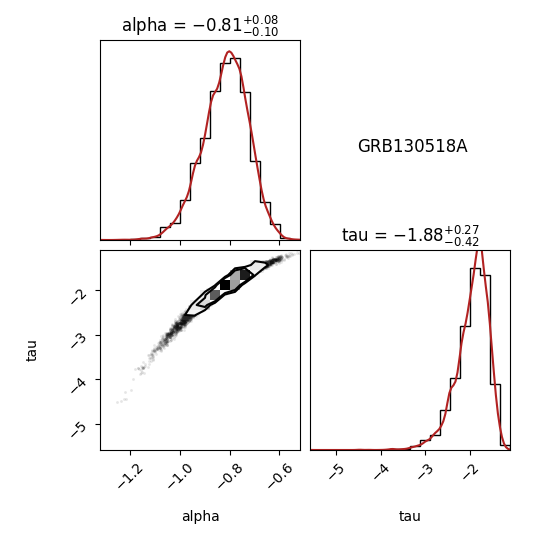 alpha = −0.81+0.08−0.10
GRB130518A
tau = −1.88+0.27−0.42
−2
−3
−4
−5
tau
−1.2
−1.0
−0.8
−0.6
alpha
−5
−4
−3
−2
tau